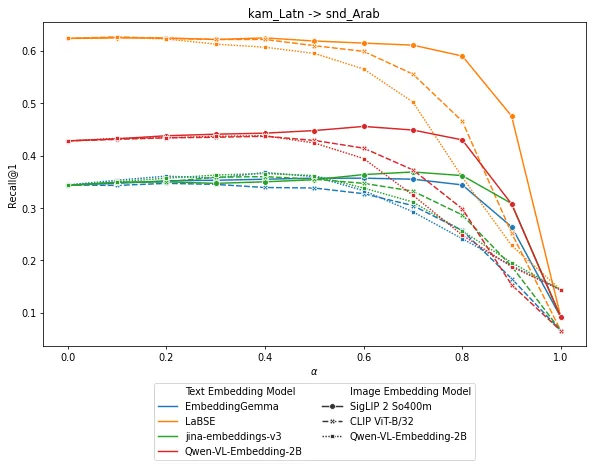 kam_Latn -> snd_Arab
0.6
0.5
0.4
0.3
0.2
0.1
Recall@1
0.0 0.2 0.4 0.6 0.8 1.0
α
Text Embedding Model Image Embedding Model
EmbeddingGemma SigLIP 2 So400m
LaBSE CLIP ViT-B/32
jina-embeddings-v3 Qwen-VL-Embedding-2B
Qwen-VL-Embedding-2B